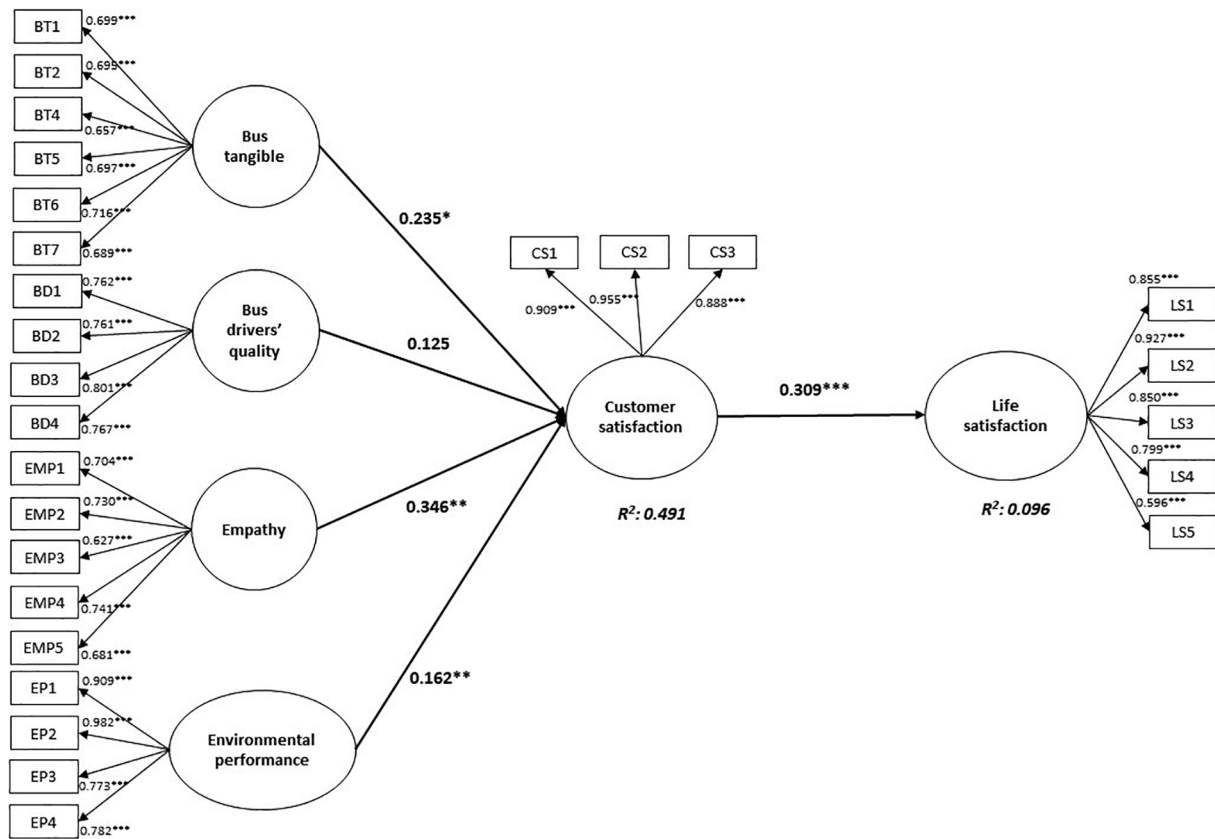 BT1
0.699***
BT2
0.699***
BT4
0.657***
BT5
0.697***
BT6
0.716***
BT7
0.689***
Bus
tangible
BD1
0.762***
BD2
0.761***
BD3
0.801***
BD4
0.767***
Bus
drivers'
quality
EMP1
0.704***
EMP2
0.730***
EMP3
0.627***
EMP4
0.741***
EMP5
0.681***
Empathy
EP1
0.909***
EP2
0.982***
EP3
0.773***
EP4
0.782***
Environmental
performance
0.235*
0.125
0.346**
0.162**
CS1
CS2
CS3
0.909***
0.955***
0.888***
Customer
satisfaction
R²: 0.491
0.309***
Life
satisfaction
R²: 0.096
0.855***
LS1
0.927***
LS2
0.850***
LS3
0.799***
LS4
0.596***
LS5